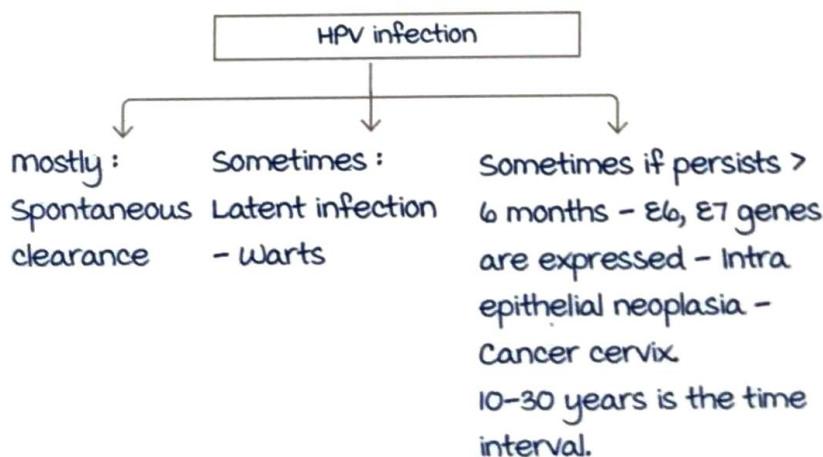 HPV infection
mostly :
Spontaneous
clearance
Sometimes :
Latent infection
- Warts
Sometimes if persists >
6 months - E6, E7 genes
are expressed - Intra
epithelial neoplasia -
Cancer cervix
10-30 years is the time
interval.